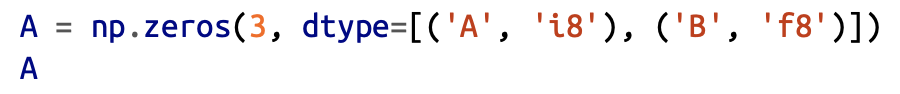 A = np.zeros(3, dtype=[('A', 'i8'), ('B', 'f8')])
A